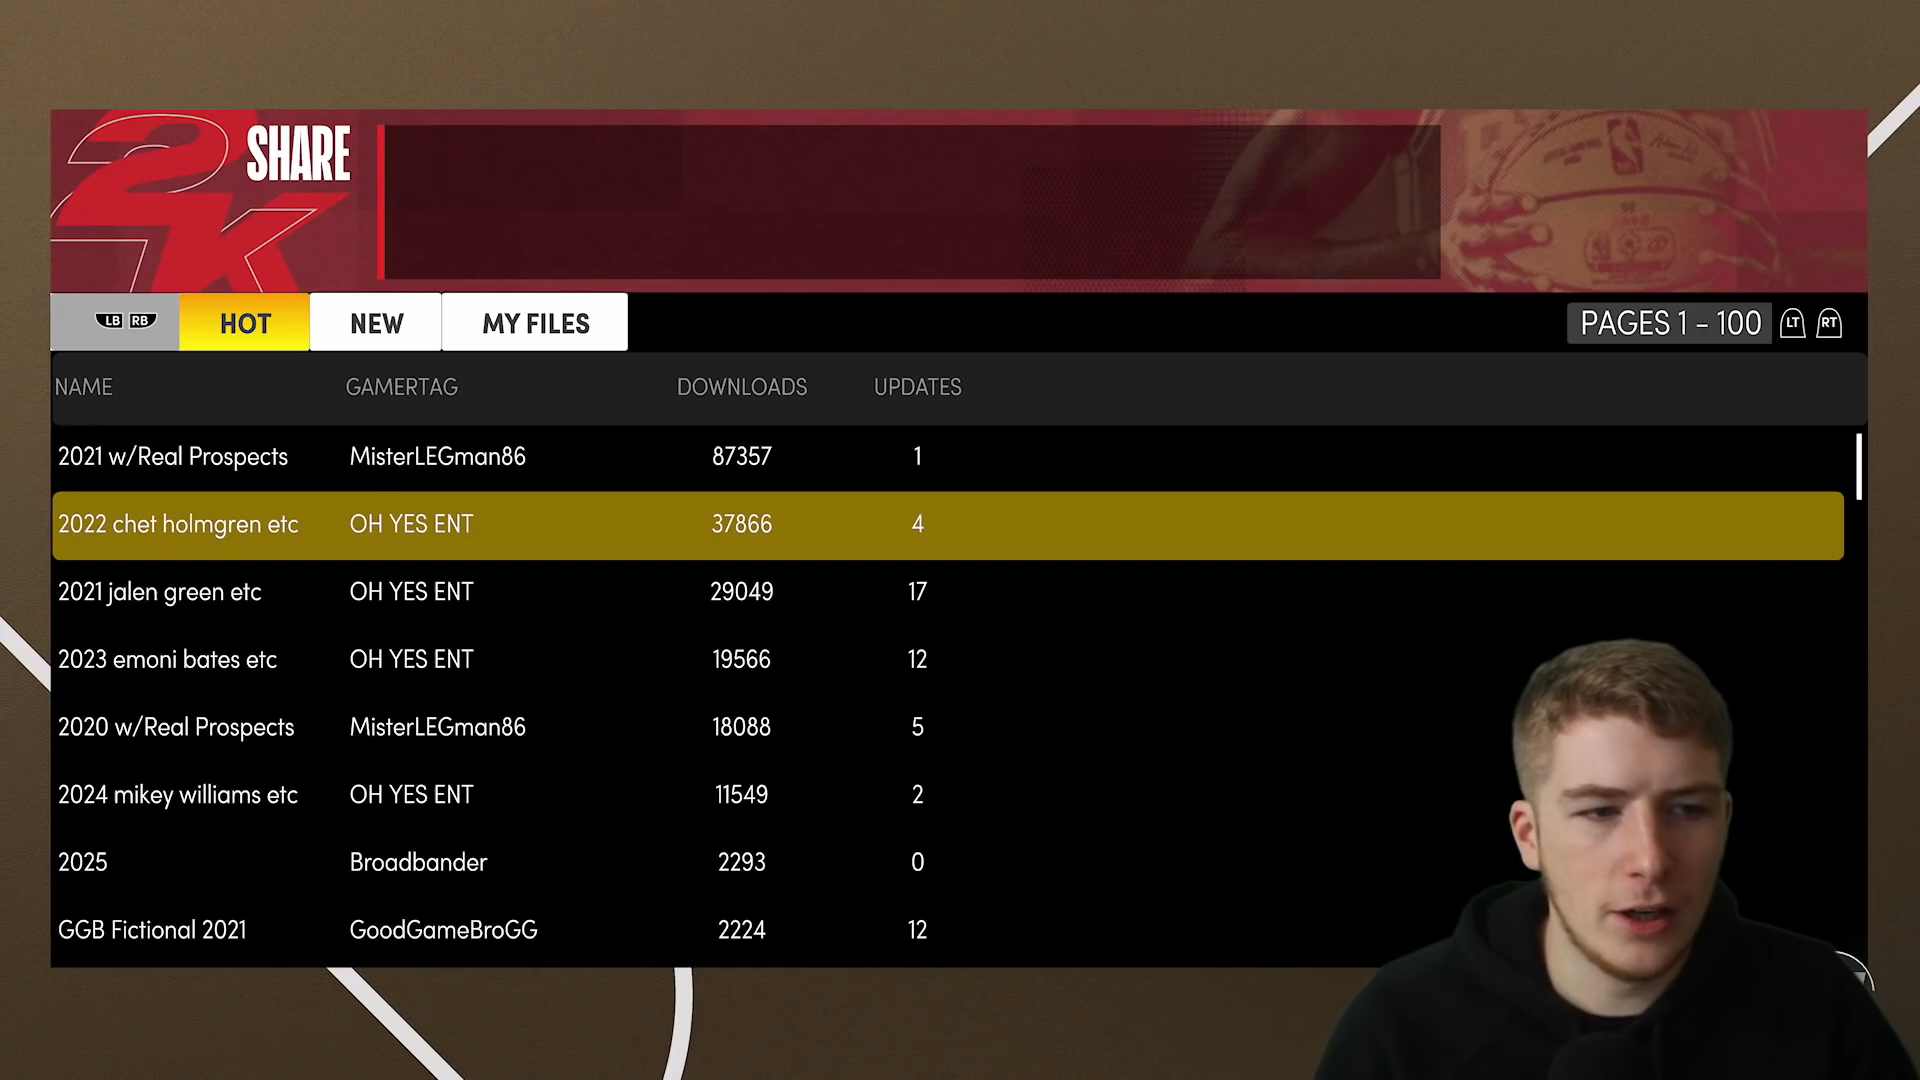 2K SHARE
LB RB HOT NEW MY FILES PAGES 1 - 100 LT RT
NAME GAMERTAG DOWNLOADS UPDATES
2021 w/Real Prospects MisterLEGman86 87357 1
2022 chet holmgren etc OH YES ENT 37866 4
2021 jalen green etc OH YES ENT 29049 17
2023 emoni bates etc OH YES ENT 19566 12
2020 w/Real Prospects MisterLEGman86 18088 5
2024 mikey williams etc OH YES ENT 11549 2
2025 Broadbander 2293 0
GGB Fictional 2021 GoodGameBroGG 2224 12